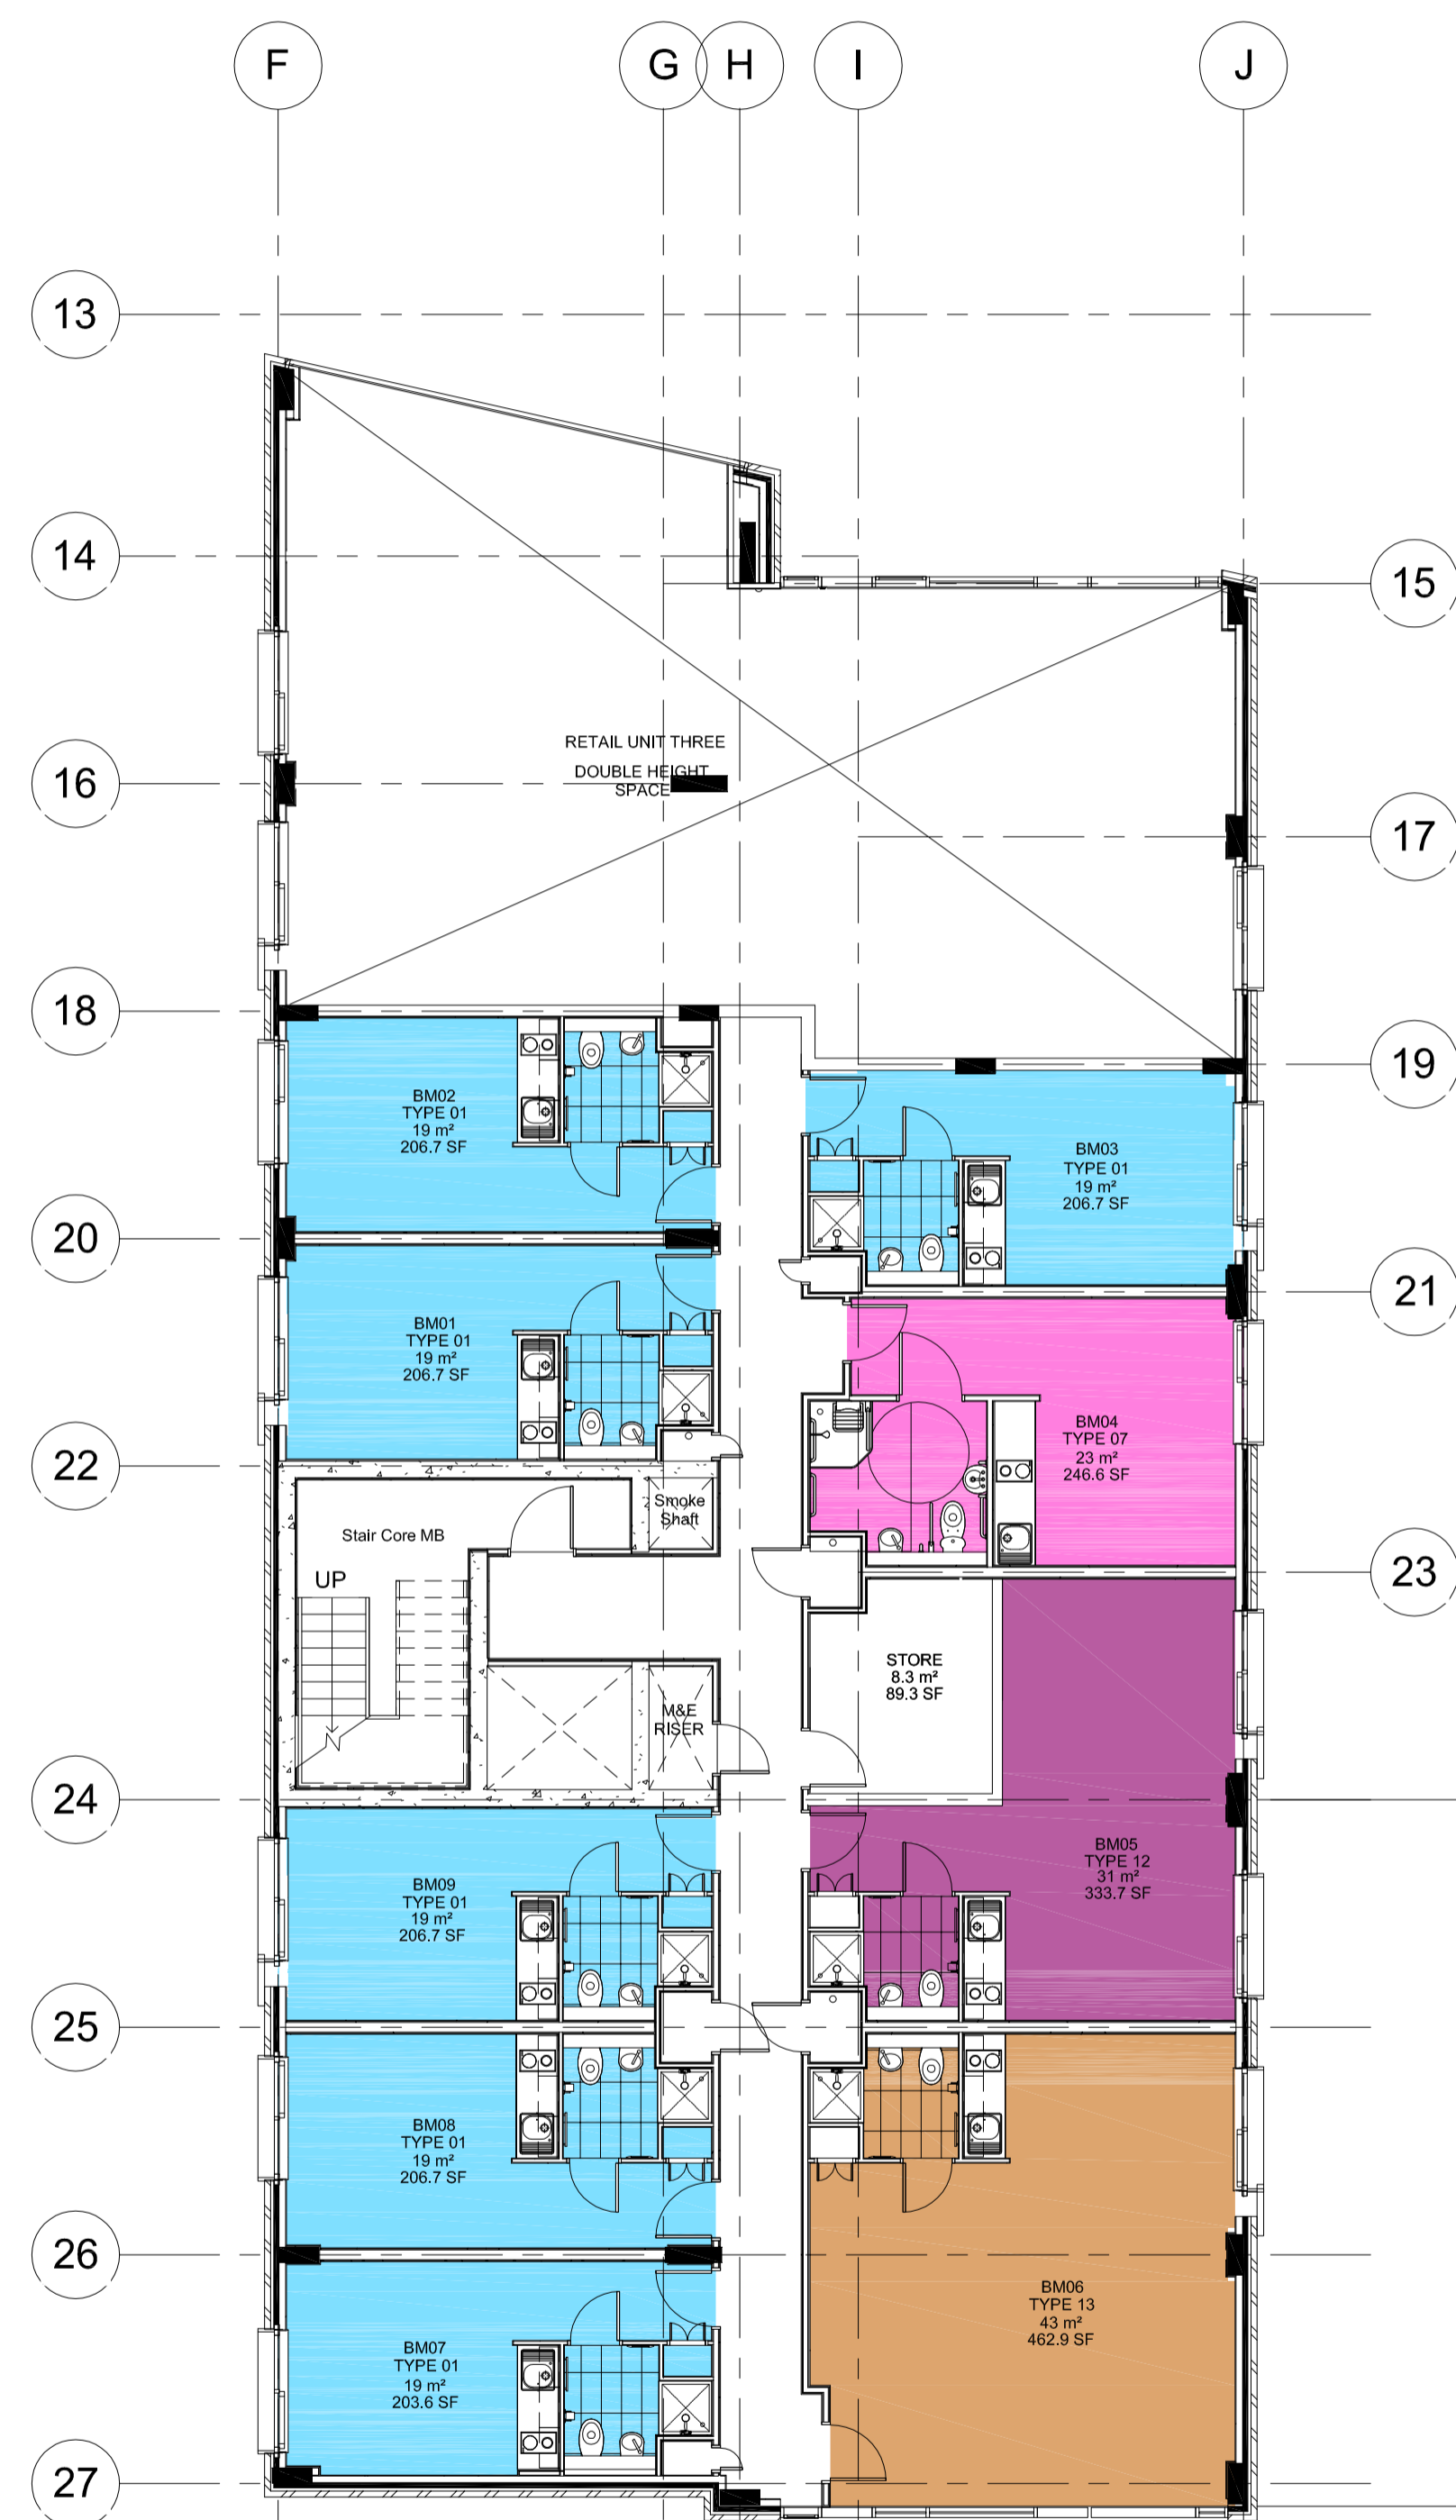 F
G
H
I
J
13
14
15
RETAIL UNIT THREE
DOUBLE HEIGHT
SPACE
16
17
18
19
BM02
TYPE 01
19 m²
206.7 SF
BM03
TYPE 01
19 m²
206.7 SF
20
21
BM01
TYPE 01
19 m²
206.7 SF
BM04
TYPE 07
23 m²
246.6 SF
22
Smoke
Shaft
Stair Core MB
UP
23
STORE
8.3 m²
89.3 SF
M&E
RISER
24
BM05
TYPE 12
31 m²
333.7 SF
BM09
TYPE 01
19 m²
206.7 SF
25
BM08
TYPE 01
19 m²
206.7 SF
26
BM06
TYPE 13
43 m²
462.9 SF
BM07
TYPE 01
19 m²
203.6 SF
27